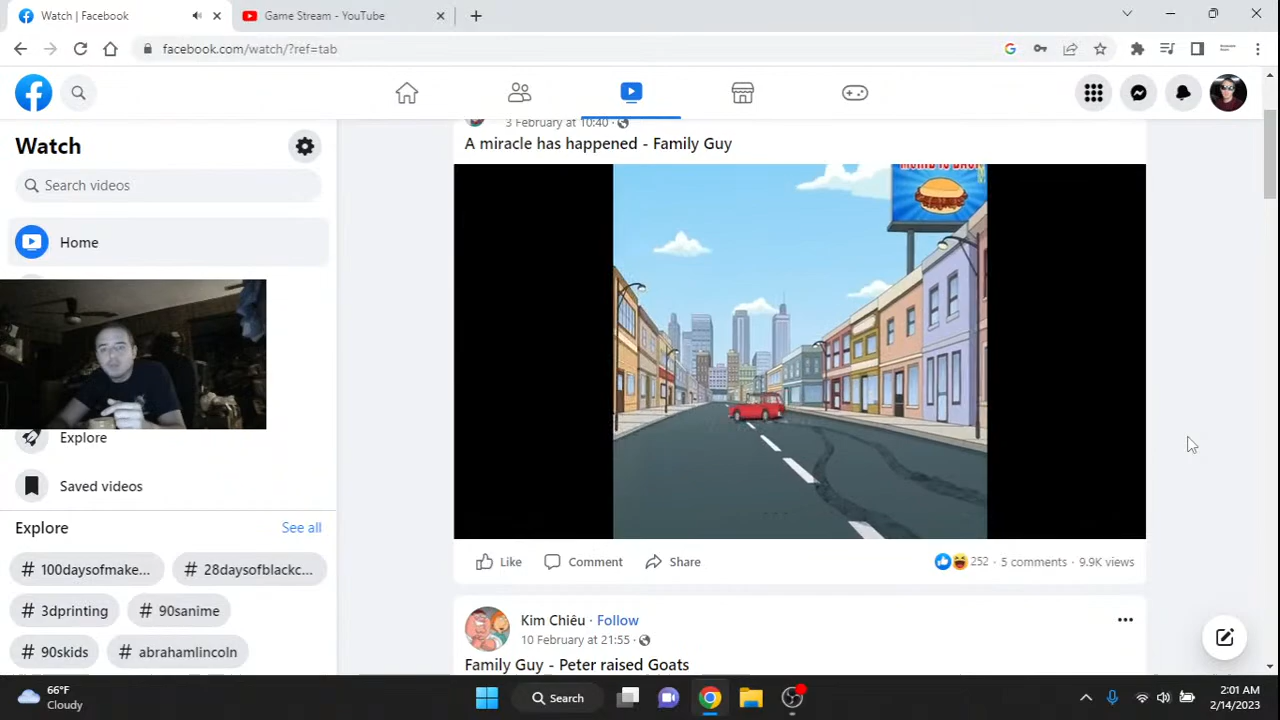 Watch | Facebook
Game Stream - YouTube
facebook.com/watch/?ref=tab
3 February at 10:40
A miracle has happened - Family Guy
Watch
Search videos
Home
Explore
Saved videos
Explore
See all
# 100daysofmake...
# 28daysofblackc...
# 3dprinting
# 90sanime
# 90skids
# abrahamlincoln
Like
Comment
Share
252 · 5 comments · 9.9K views
Kim Chiêu · Follow
10 February at 21:55
Family Guy - Peter raised Goats
66°F
Cloudy
Search
2:01 AM
2/14/2023